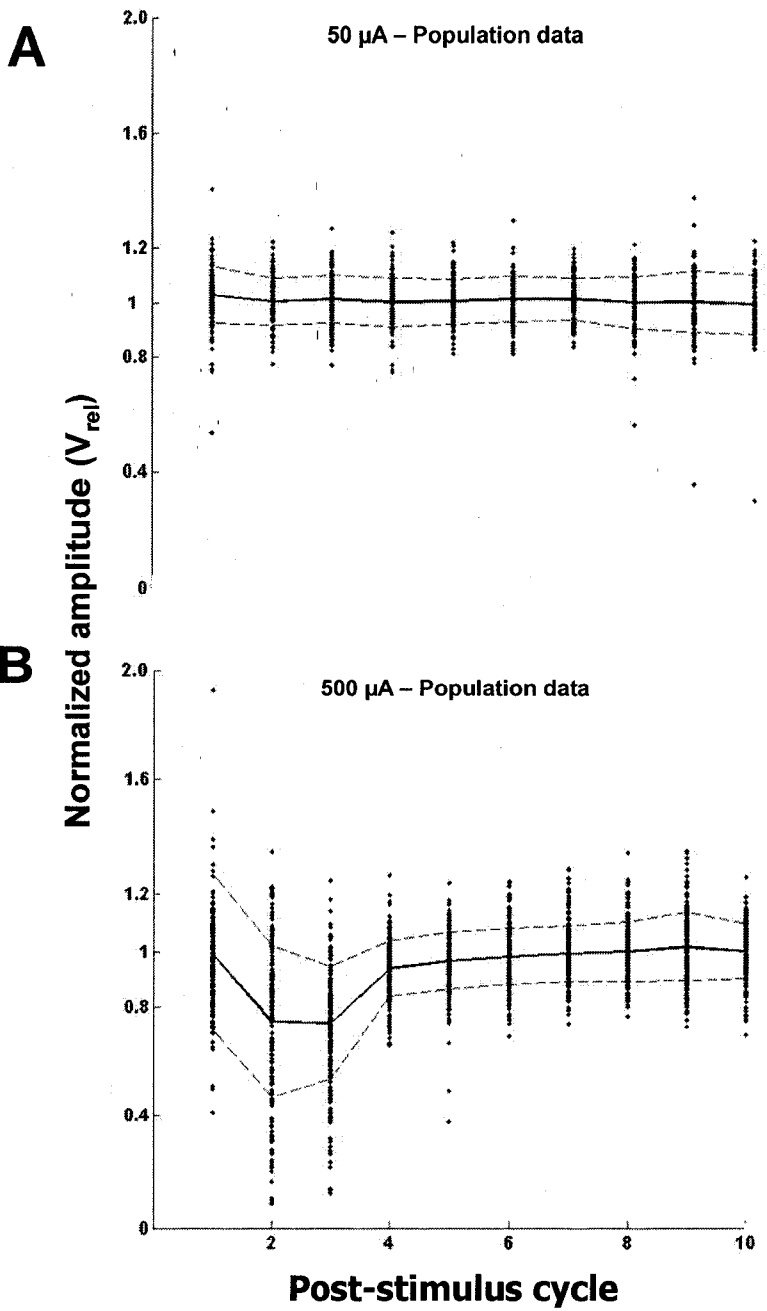 A
50 µA – Population data
2.0
1.6
1.2
1
0.8
0.4
0
Normalized amplitude (Vrel)
B
500 µA – Population data
2.0
1.6
1.2
1
0.8
0.4
0
2 4 6 8 10
Post-stimulus cycle